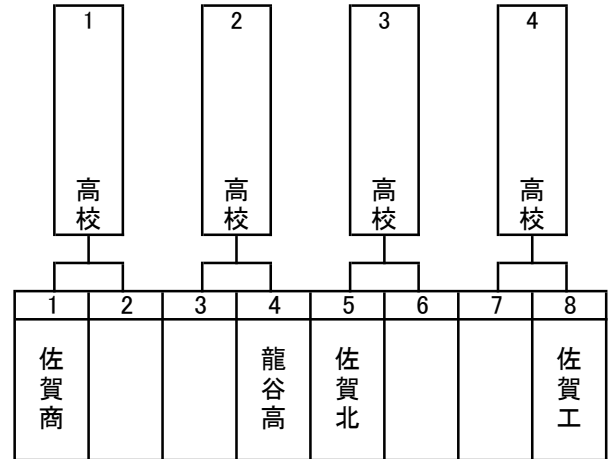 1 2 3 4
高校 高校 高校 高校
1 2 3 4 5 6 7 8
佐賀商 龍谷高 佐賀北 佐賀工